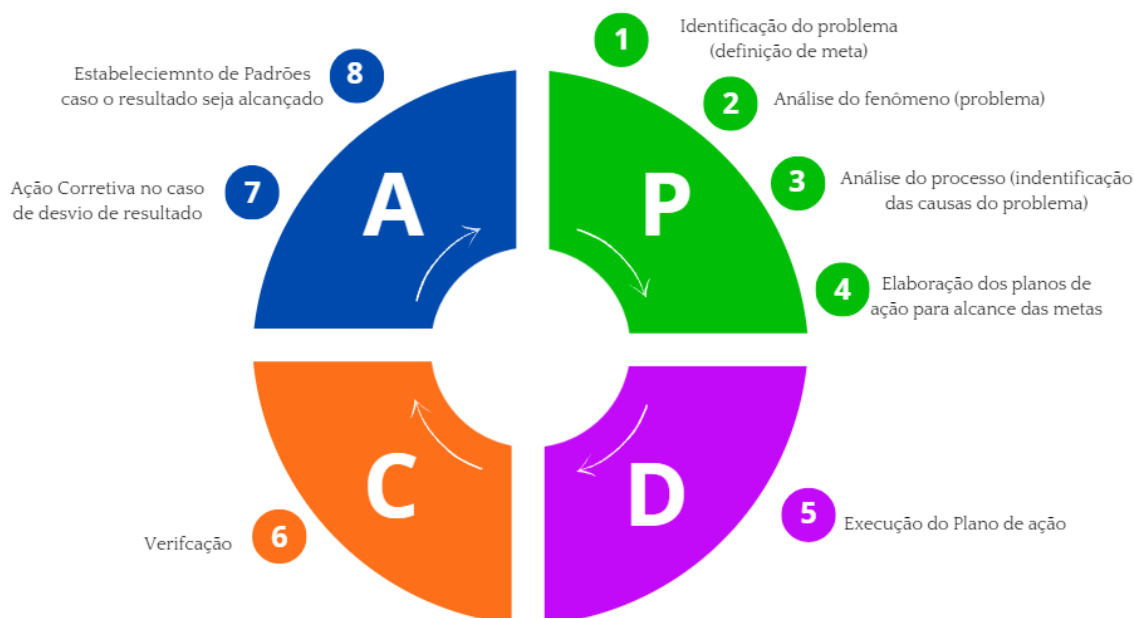 1
Identificação do problema
(definição de meta)
2
Análise do fenômeno (problema)
3
Análise do processo (indentificação
das causas do problema)
4
Elaboração dos planos de
ação para alcance das metas
P
D
5
Execução do Plano de ação
C
6
Verifcação
A
7
Ação Corretiva no caso
de desvio de resultado
8
Estabeleciemnto de Padrões
caso o resultado seja alcançado